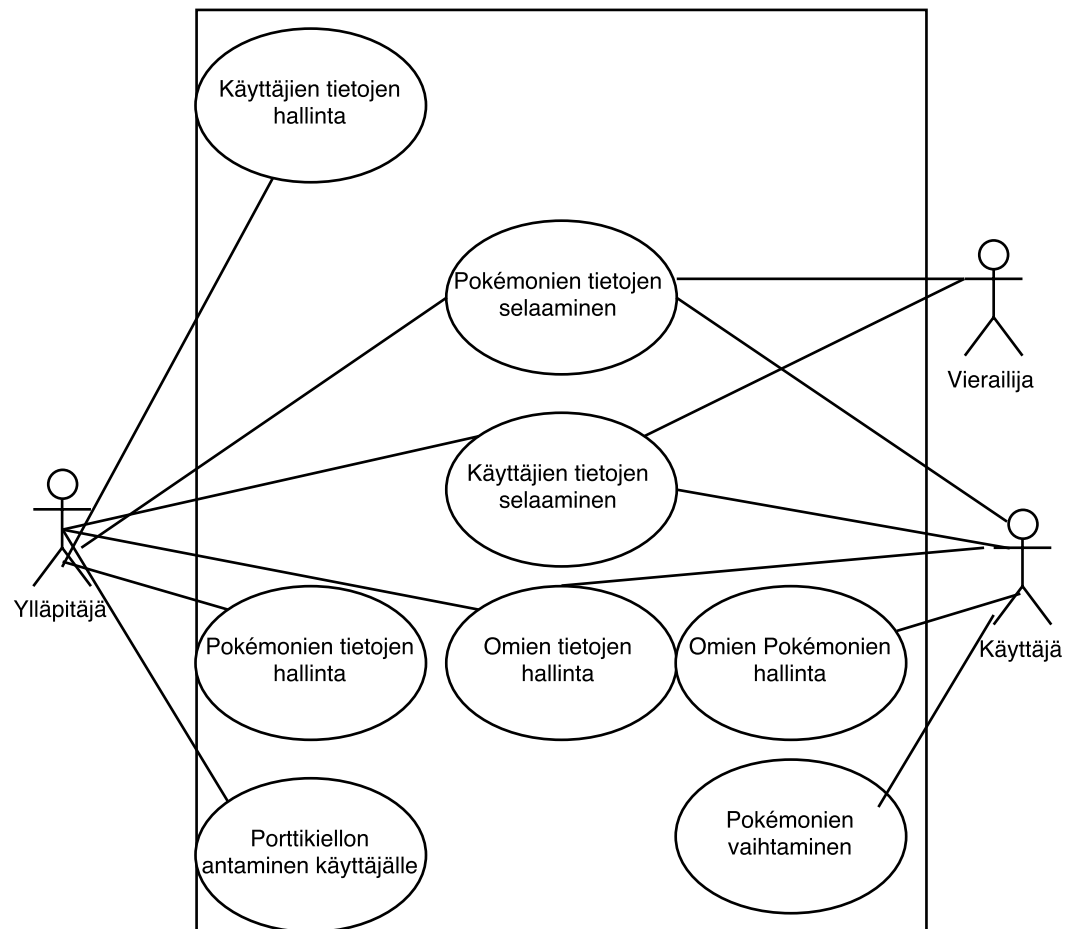 Käyttäjien tietojen
hallinta
Pokémonien tietojen
selaaminen
Vierailija
Käyttäjien tietojen
selaaminen
Ylläpitäjä
Pokémonien tietojen
hallinta
Omien tietojen
hallinta
Omien Pokémonien
hallinta
Käyttäjä
Porttikiellon
antaminen käyttäjälle
Pokémonien
vaihtaminen